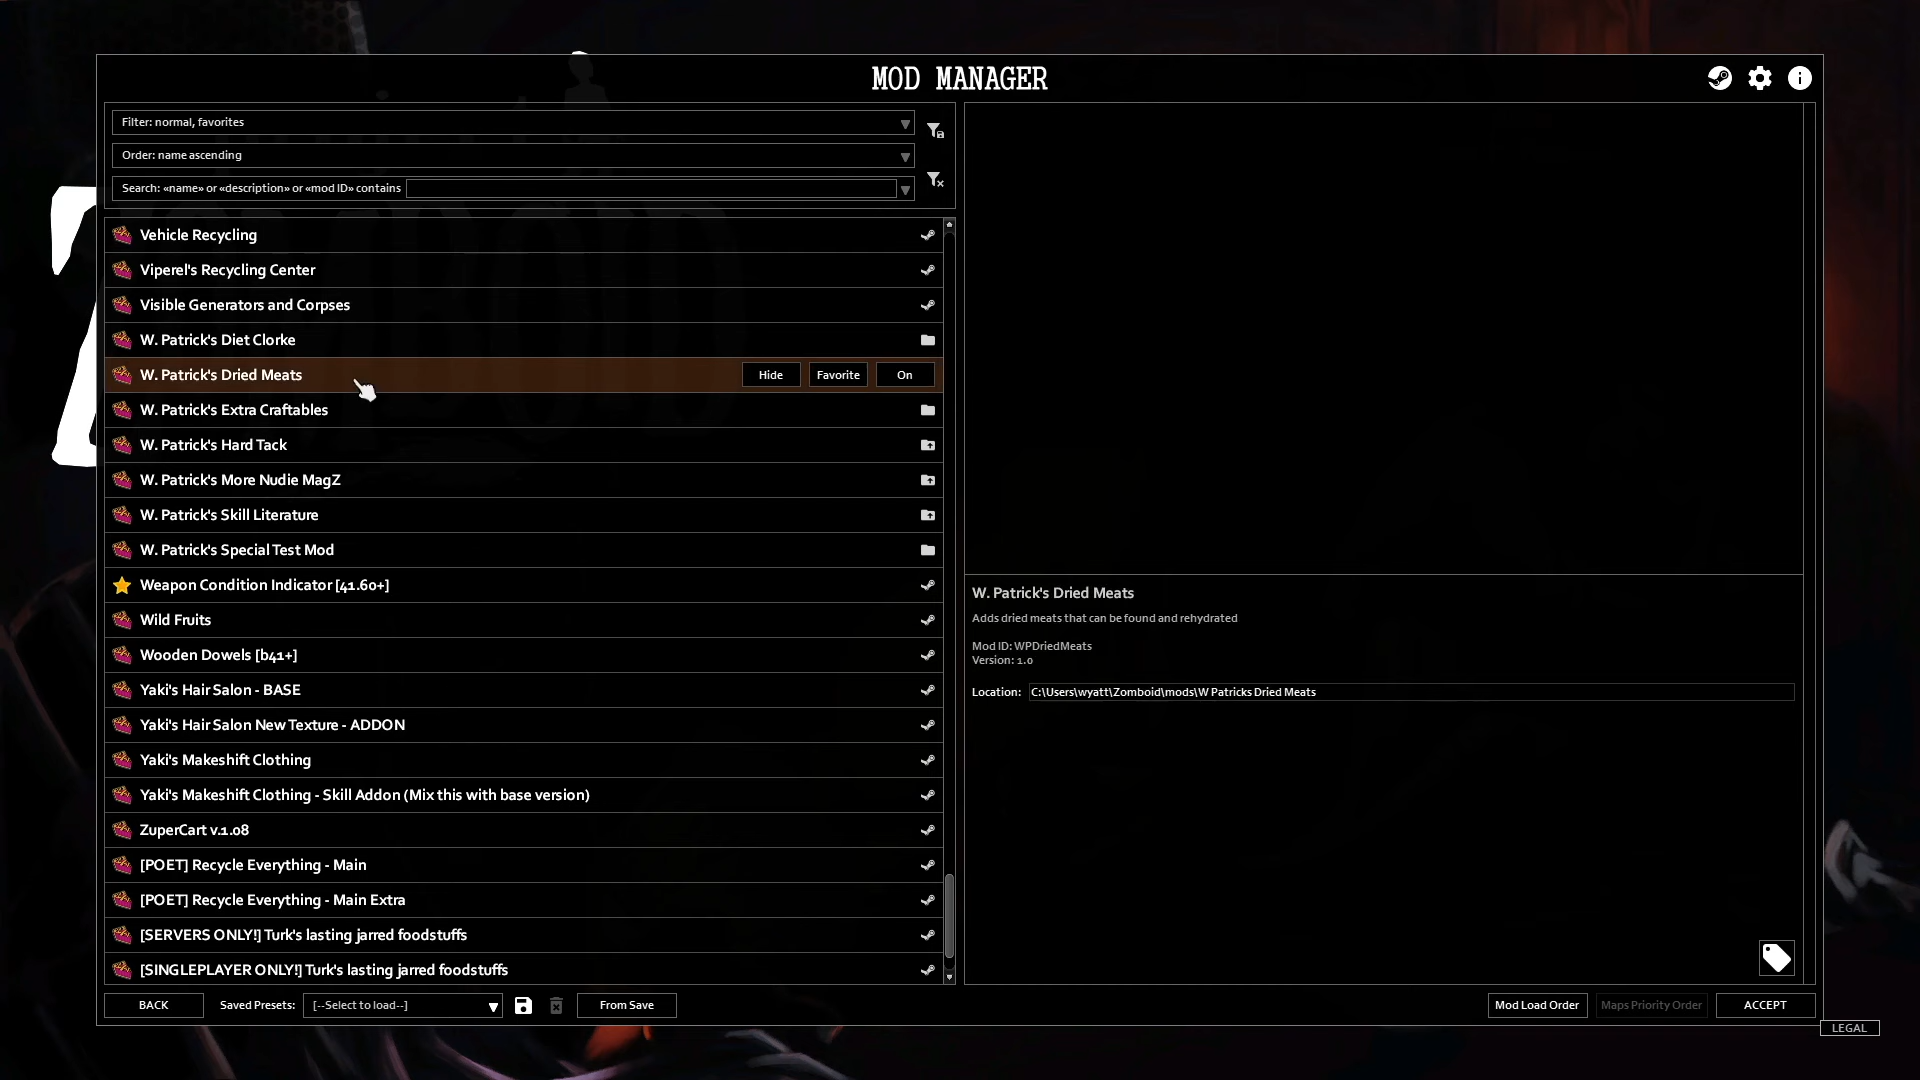 MOD MANAGER
Filter: normal, favorites
Order: name ascending
Search: «name» or «description» or «mod ID» contains
Vehicle Recycling
Viperel's Recycling Center
Visible Generators and Corpses
W. Patrick's Diet Clorke
W. Patrick's Dried Meats
Hide
Favorite
On
W. Patrick's Extra Craftables
W. Patrick's Hard Tack
W. Patrick's More Nudie MagZ
W. Patrick's Skill Literature
W. Patrick's Special Test Mod
Weapon Condition Indicator [41.60+]
Wild Fruits
Wooden Dowels [b41+]
Yaki's Hair Salon - BASE
Yaki's Hair Salon New Texture - ADDON
Yaki's Makeshift Clothing
Yaki's Makeshift Clothing - Skill Addon (Mix this with base version)
ZuperCart v.1.08
[POET] Recycle Everything - Main
[POET] Recycle Everything - Main Extra
[SERVERS ONLY!] Turk's lasting jarred foodstuffs
[SINGLEPLAYER ONLY!] Turk's lasting jarred foodstuffs
W. Patrick's Dried Meats
Adds dried meats that can be found and rehydrated
Mod ID: WPDriedMeats
Version: 1.0
Location: C:\Users\wyatt\Zomboid\mods\W Patricks Dried Meats
BACK
Saved Presets:
[--Select to load--]
From Save
Mod Load Order
Maps Priority Order
ACCEPT
LEGAL